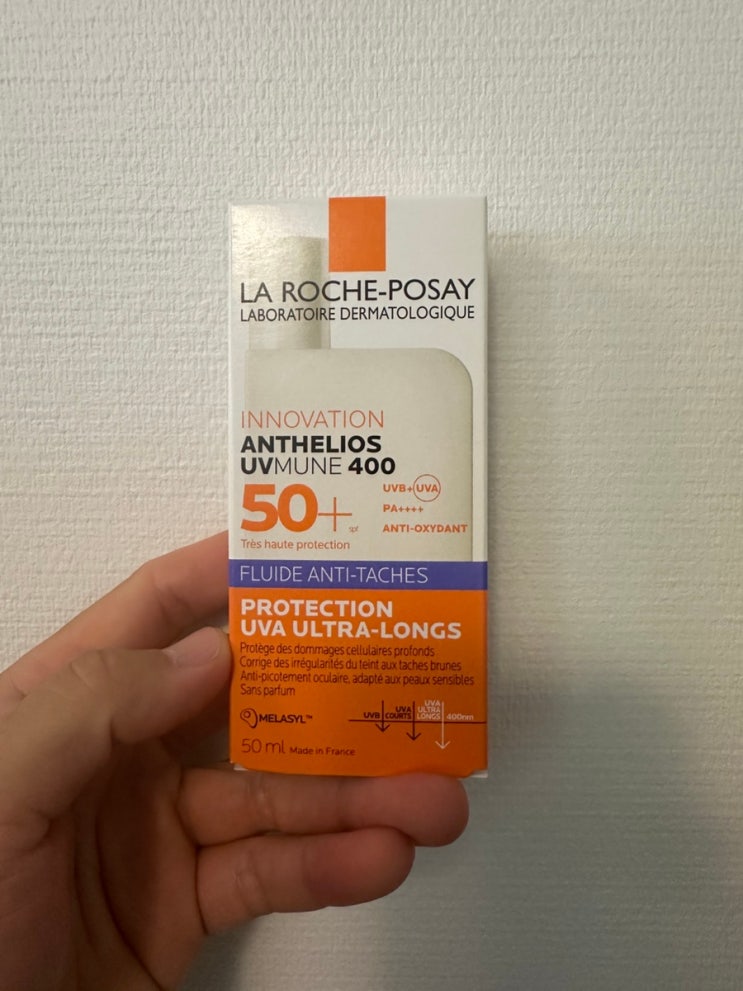 LA ROCHE-POSAY
LABORATOIRE DERMATOLOGIQUE
INNOVATION
ANTHELIOS
UVMUNE 400
50+ spf
Très haute protection
UVB+UVA
PA++++
ANTI-OXYDANT
FLUIDE ANTI-TACHES
PROTECTION
UVA ULTRA-LONGS
Protège des dommages cellulaires profonds
Corrige des irrégularités du teint aux taches brunes
Anti-picotement oculaire, adapté aux peaux sensibles
Sans parfum
MELASYL™
UVB
UVA
COURTS
UVA
ULTRA
LONGS
400nm
50 ml Made in France